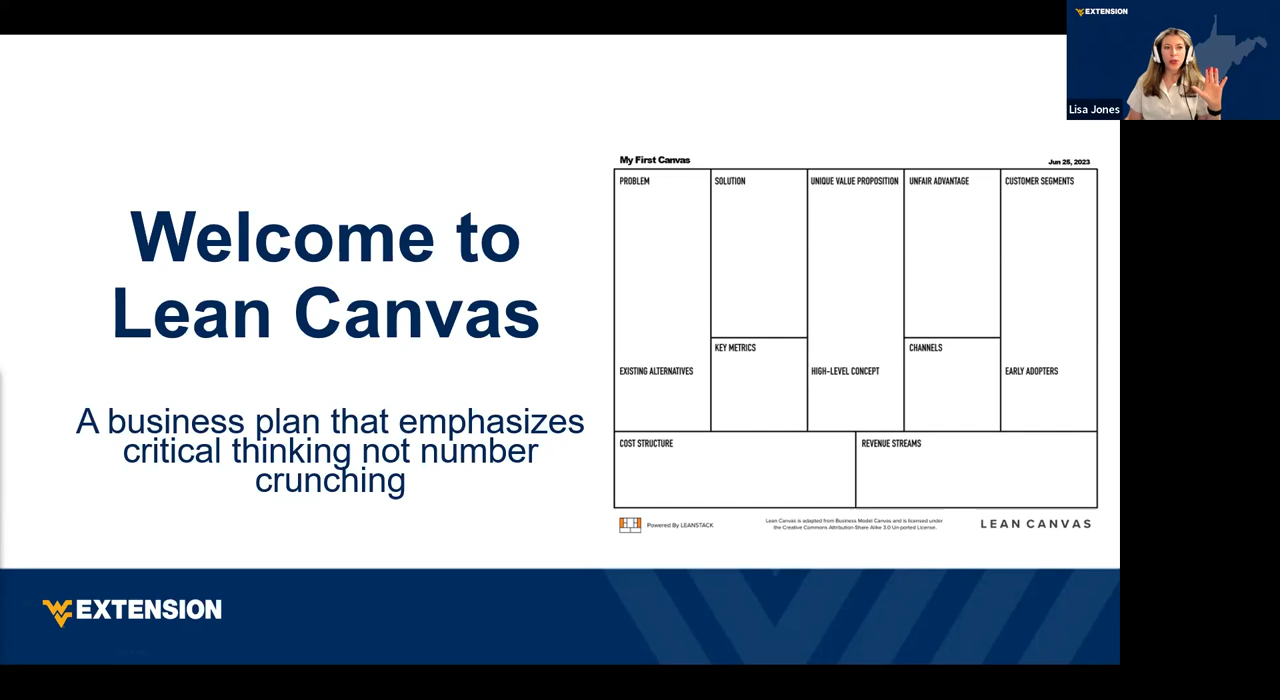 EXTENSION
Lisa Jones
Welcome to
Lean Canvas
A business plan that emphasizes
critical thinking not number
crunching
My First Canvas
Jun 25, 2023
PROBLEM
SOLUTION
UNIQUE VALUE PROPOSITION
UNFAIR ADVANTAGE
CUSTOMER SEGMENTS
KEY METRICS
CHANNELS
EXISTING ALTERNATIVES
HIGH-LEVEL CONCEPT
EARLY ADOPTERS
COST STRUCTURE
REVENUE STREAMS
Powered By LEANSTACK
Lean Canvas is adapted from Business Model Canvas and is licensed under
the Creative Commons Attribution-Share Alike 3.0 Un-ported License.
LEAN CANVAS
WV EXTENSION